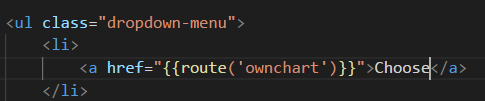 <ul class="dropdown-menu">
<li>
<a href="{{route('ownchart')}}">Choose</a>
</li>